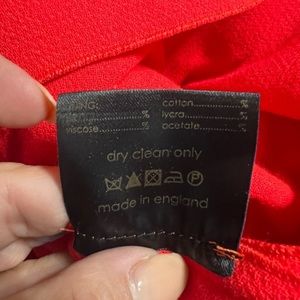 cotton............%
lycra............%
viscose............% acetate............%
dry clean only
made in england